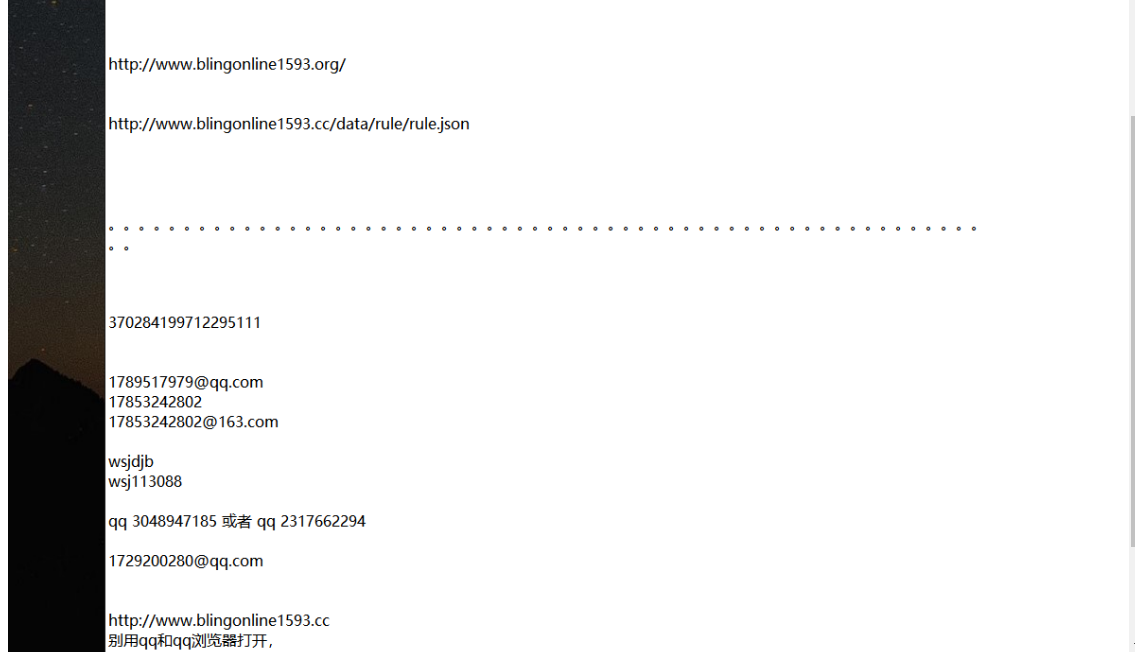 http://www.blingonline1593.org/
http://www.blingonline1593.cc/data/rule/rule.json
。。。。。。。。。。。。。。。。。。。。。。。。。。。。。。。。。。。。。。。。。。。。。。。。。。。。。。。。。。
。。
370284199712295111
1789517979@qq.com
17853242802
17853242802@163.com
wsjdjb
wsj113088
qq 3048947185 或者 qq 2317662294
1729200280@qq.com
http://www.blingonline1593.cc
别用qq和qq浏览器打开，